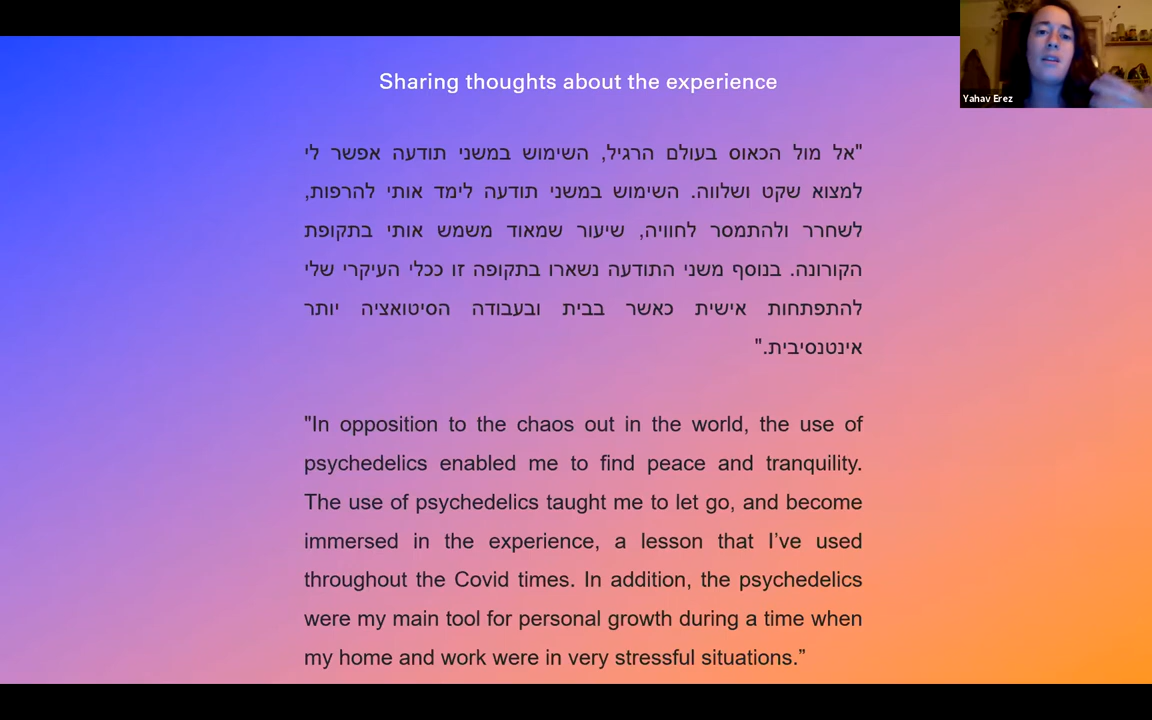 Yahav Erez
Sharing thoughts about the experience
"אל מול הכאוס בעולם הרגיל, השימוש במשני תודעה אפשר לי
למצוא שקט ושלווה. השימוש במשני תודעה לימד אותי להרפות,
לשחרר ולהתמסר לחוויה, שיעור שמאוד משמש אותי בתקופת
הקורונה. בנוסף משני התודעה נשארו בתקופה זו ככלי העיקרי שלי
להתפתחות אישית כאשר בבית ובעבודה הסיטואציה יותר
אינטנסיבית."
"In opposition to the chaos out in the world, the use of
psychedelics enabled me to find peace and tranquility.
The use of psychedelics taught me to let go, and become
immersed in the experience, a lesson that I’ve used
throughout the Covid times. In addition, the psychedelics
were my main tool for personal growth during a time when
my home and work were in very stressful situations.”